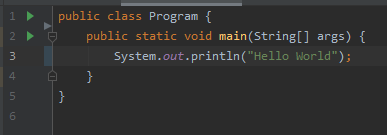 1 public class Program {
2 public static void main(String[] args) {
3 System.out.println("Hello World");
4 }
5 }
6